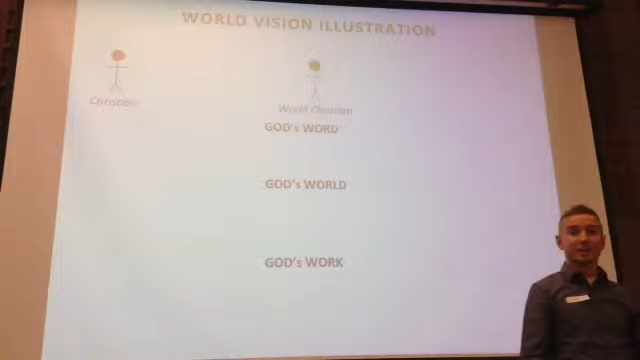 WORLD VISION ILLUSTRATION
Christian
World Christian
GOD's WORD
GOD's WORLD
GOD's WORK